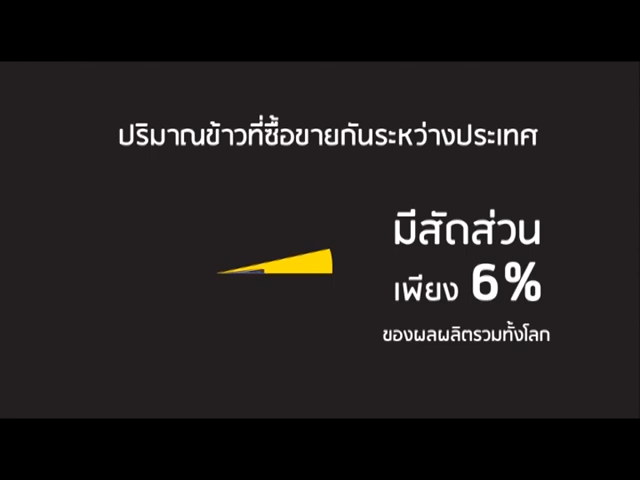 ปริมาณข้าวที่ซื้อขายกันระหว่างประเทศ
มีสัดส่วน
เพียง 6%
ของผลผลิตรวมทั้งโลก